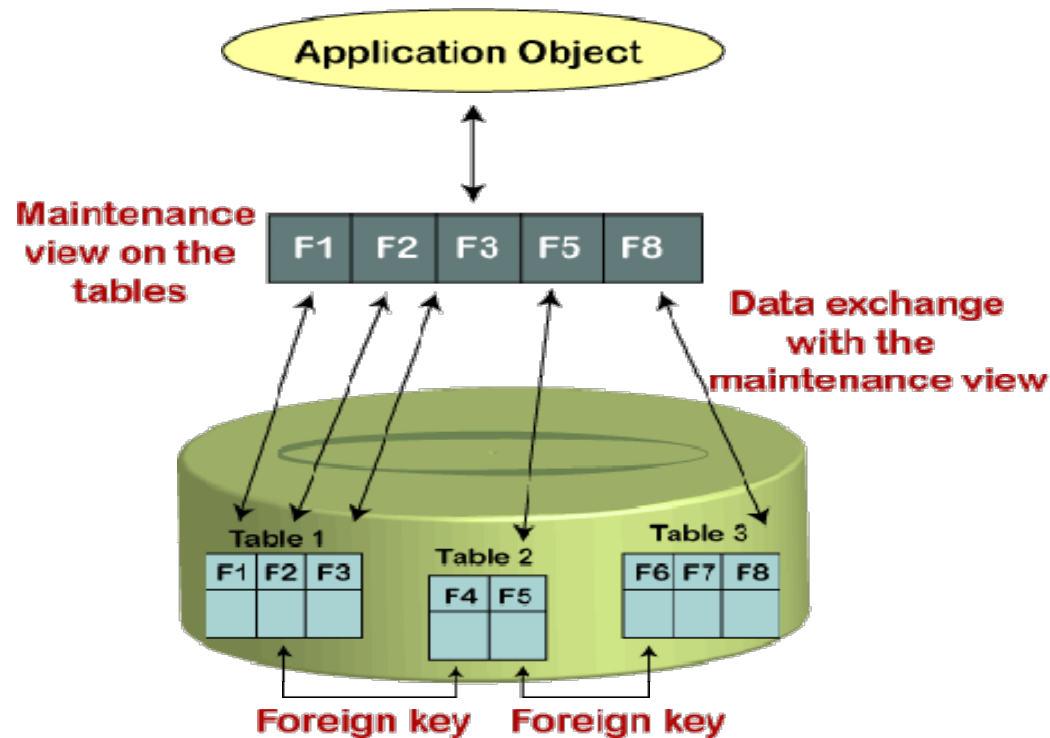 Application Object
Maintenance
view on the
tables
F1 F2 F3 F5 F8
Data exchange
with the
maintenance view
Table 1
F1 F2 F3
Table 2
F4 F5
Table 3
F6 F7 F8
Foreign key
Foreign key